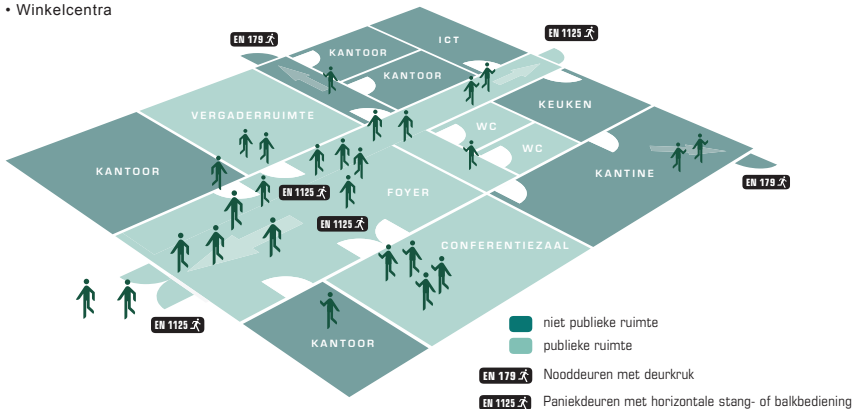 • Winkelcentra
EN 179
EN 1125
ICT
KANTOOR
KANTOOR
KEUKEN
VERGADERRUIMTE
WC
WC
KANTOOR
KANTINE
EN 179
EN 1125
FOYER
EN 1125
CONFERENTIEZAAL
EN 1125
KANTOOR
niet publieke ruimte
publieke ruimte
EN 179 Nooddeuren met deurkruk
EN 1125 Paniekdeuren met horizontale stang- of balkbediening